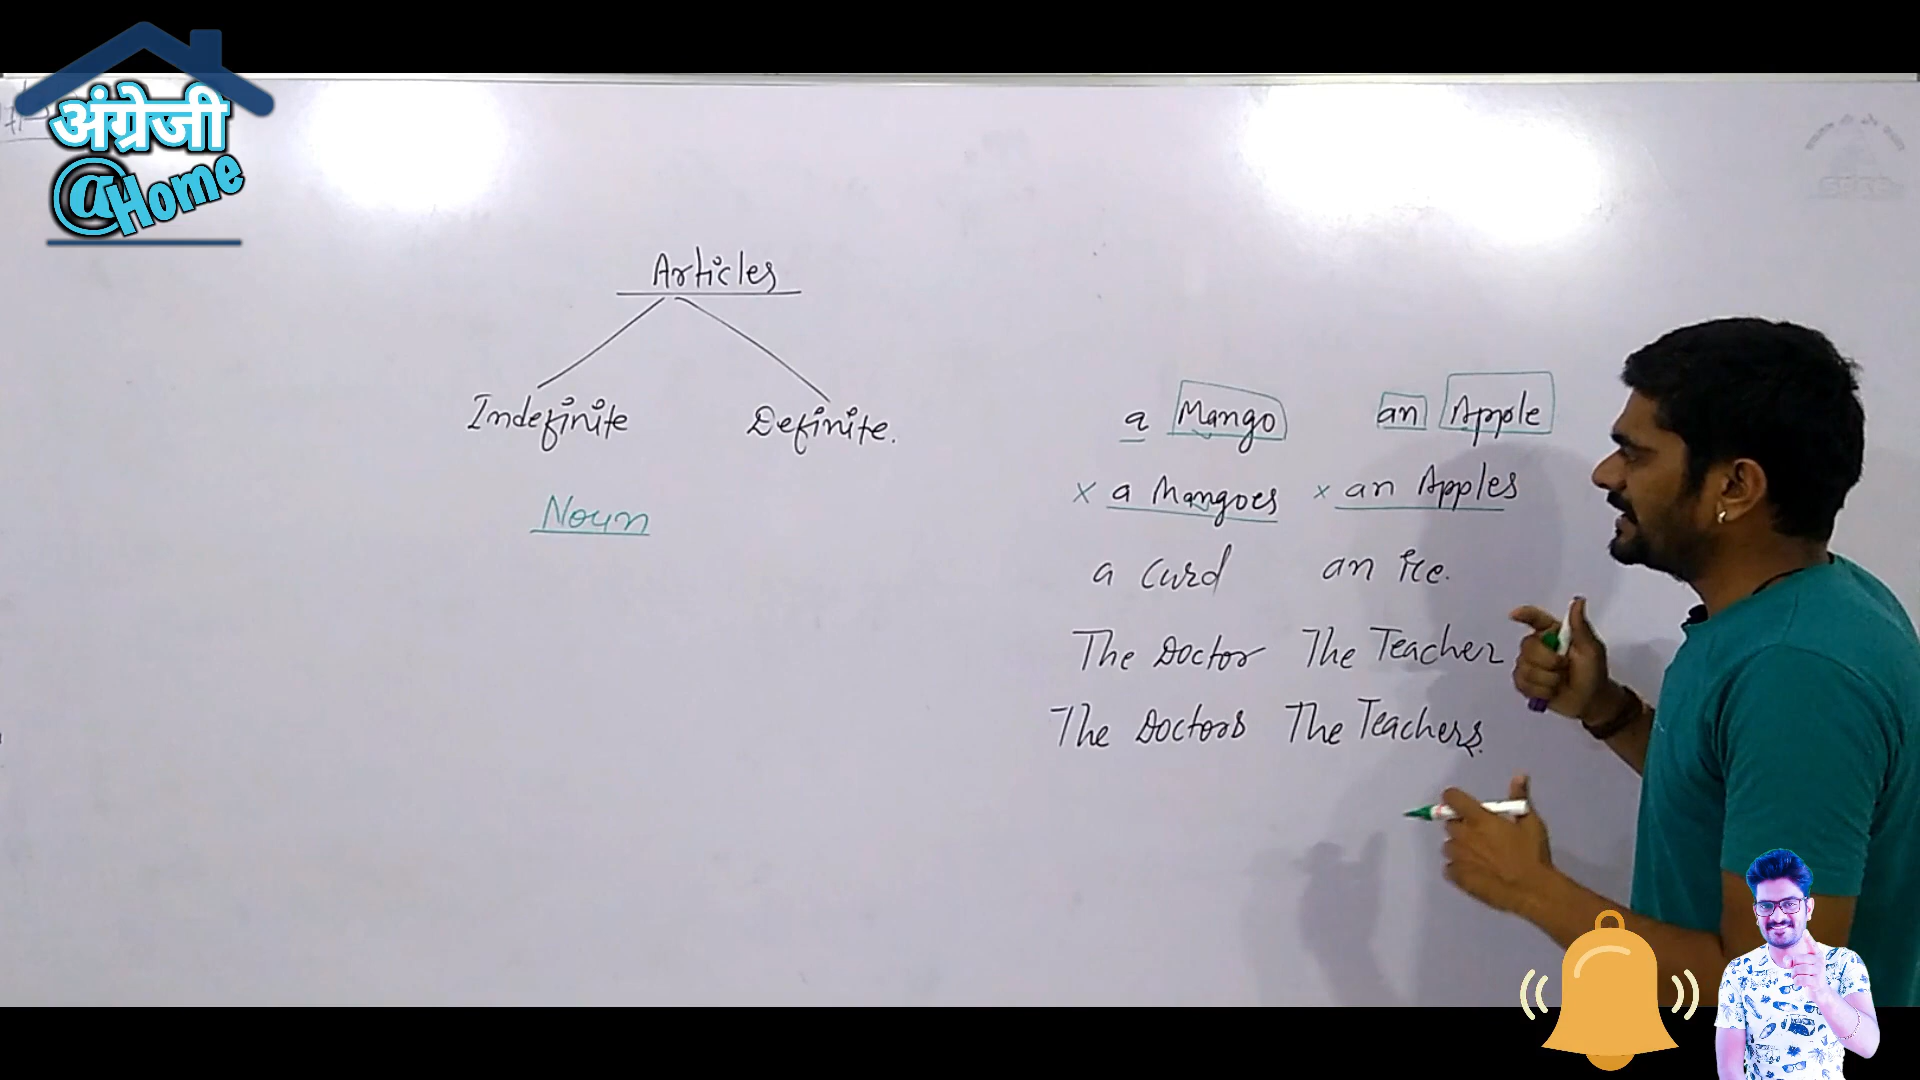 अंग्रेजी
@Home
Articles
Indefinite Definite.
Noun
a Mango an Apple
x a Mangoes x an Apples
a Curd an Ice.
The Doctor The Teacher
The Doctors The Teachers.